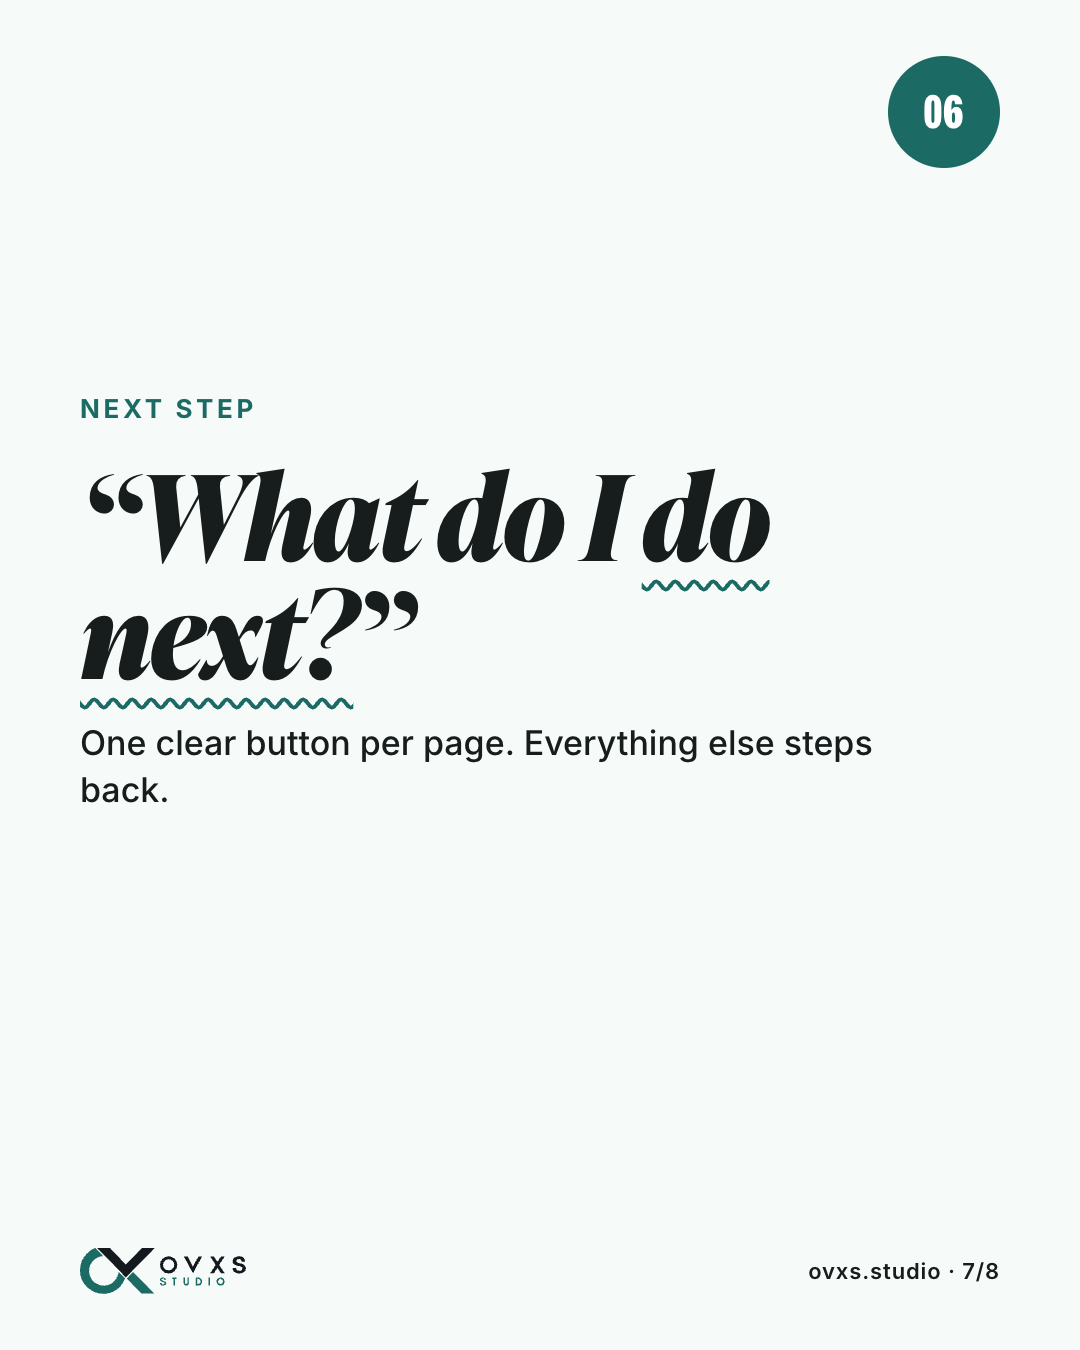 06
NEXT STEP
“What do I do
next?”
One clear button per page. Everything else steps
back.
OVXS
STUDIO
ovxs.studio · 7/8